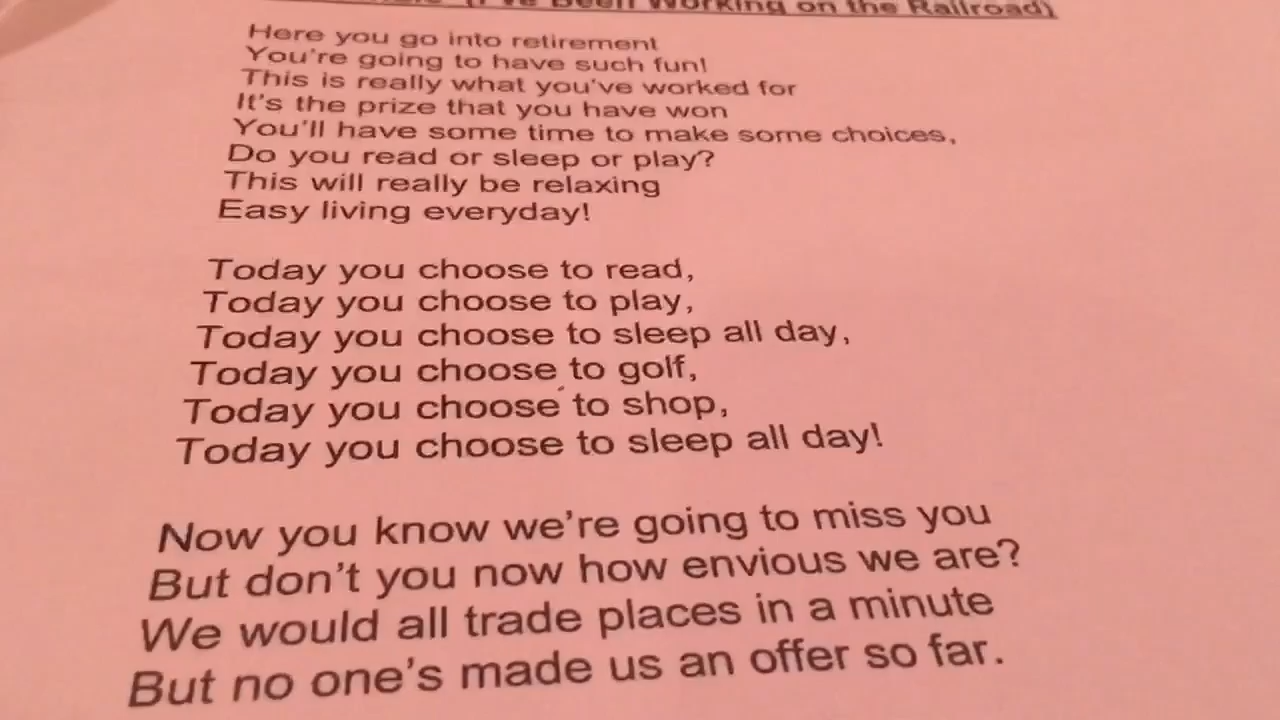 (I've Been Working on the Railroad)
Here you go into retirement
You're going to have such fun!
This is really what you've worked for
It's the prize that you have won
You'll have some time to make some choices,
Do you read or sleep or play?
This will really be relaxing
Easy living everyday!
Today you choose to read,
Today you choose to play,
Today you choose to sleep all day,
Today you choose to golf,
Today you choose to shop,
Today you choose to sleep all day!
Now you know we're going to miss you
But don't you now how envious we are?
We would all trade places in a minute
But no one's made us an offer so far.